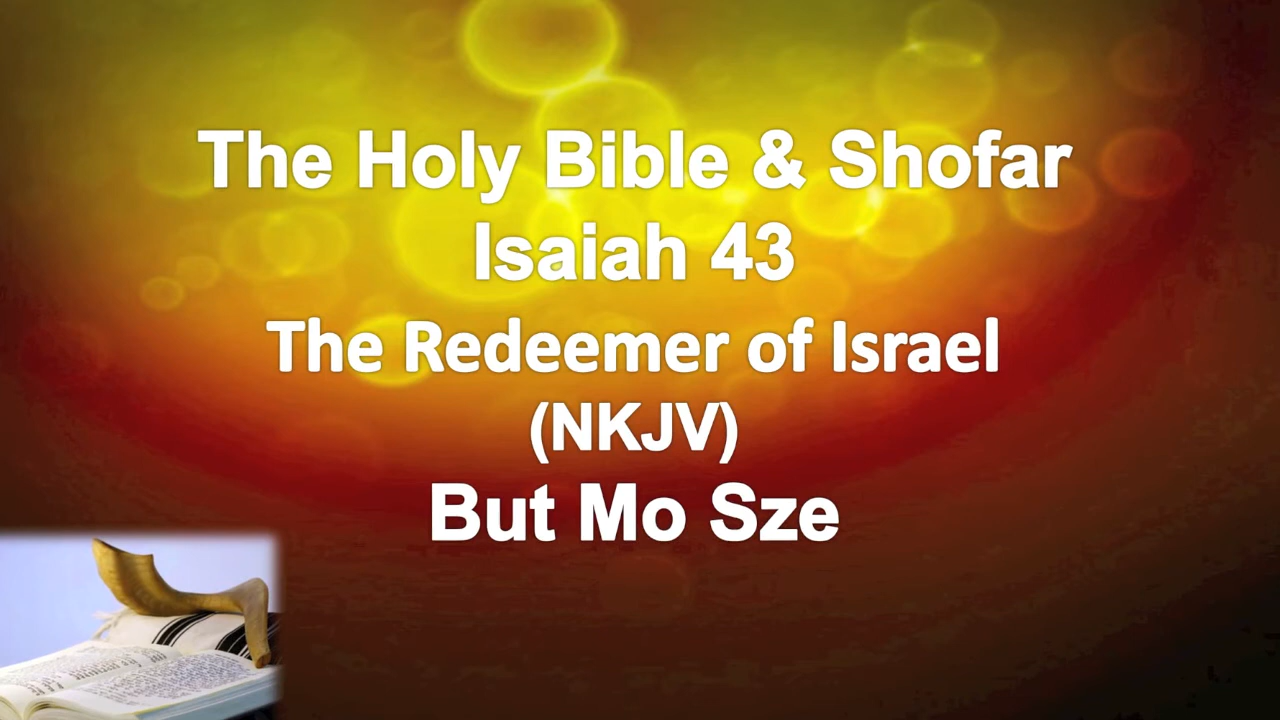 The Holy Bible & Shofar
Isaiah 43
The Redeemer of Israel
(NKJV)
But Mo Sze